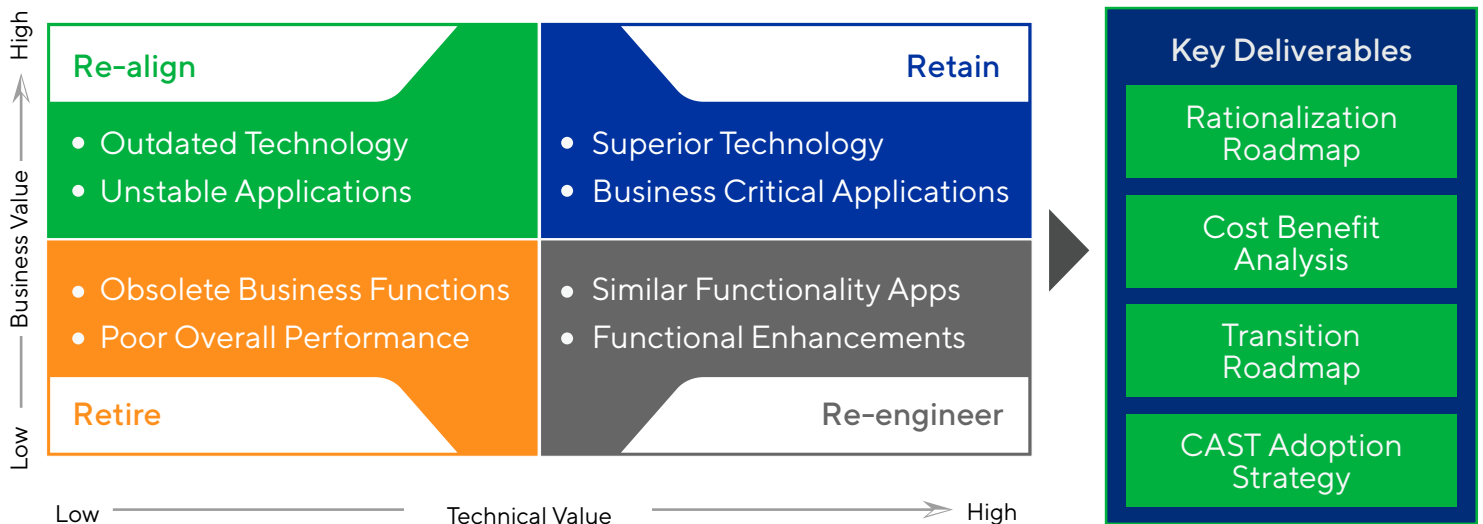 High
Business Value
Low
Re-align
Outdated Technology
Unstable Applications
Retain
Superior Technology
Business Critical Applications
Obsolete Business Functions
Poor Overall Performance
Retire
Similar Functionality Apps
Functional Enhancements
Re-engineer
Low
Technical Value
High
Key Deliverables
Rationalization
Roadmap
Cost Benefit
Analysis
Transition
Roadmap
CAST Adoption
Strategy